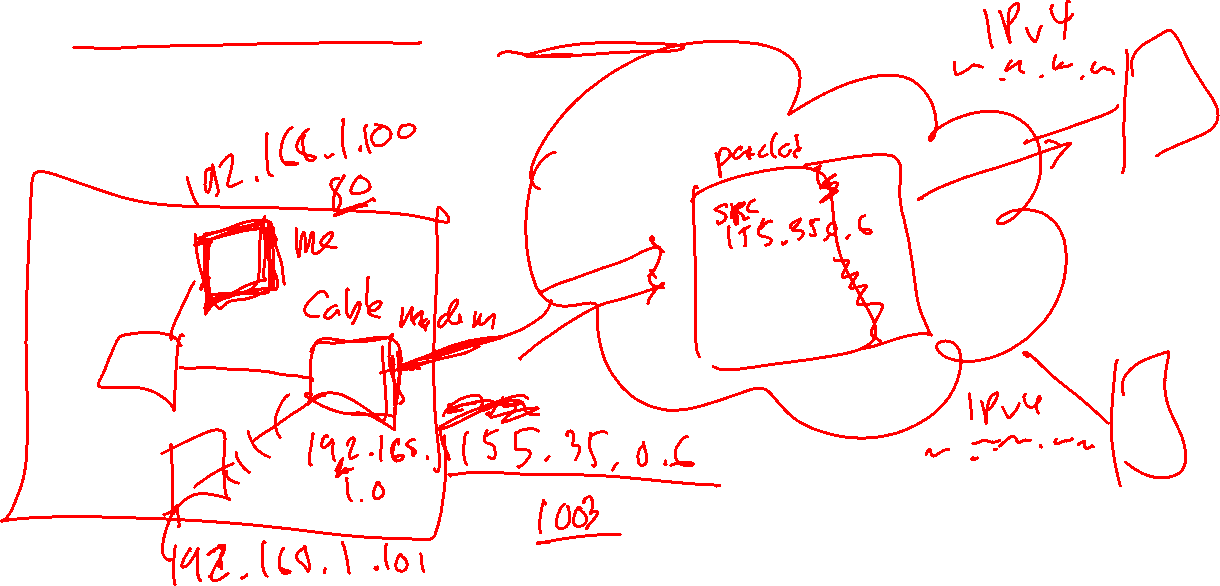 IPv4
192.168.1.100
80
packet
me
SRC
155.35.0.6
Cable modem
IPv4
192.168.
1.0
155.35.0.6
1003
192.168.1.101